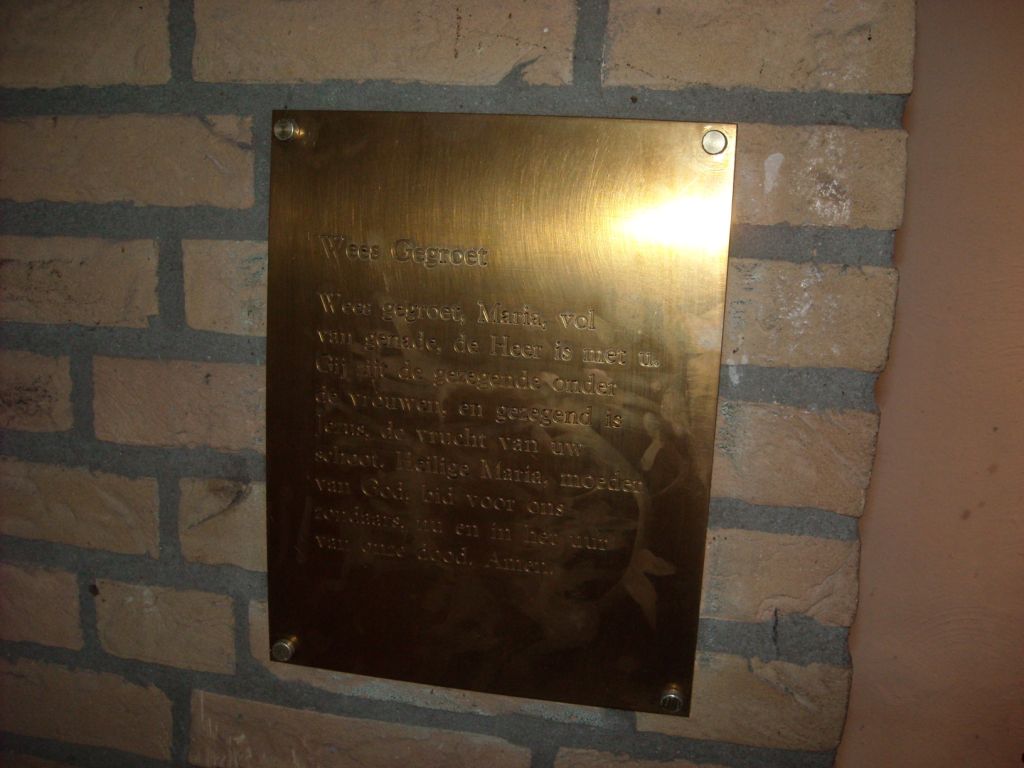 Wees Gegroet
Wees gegroet, Maria, vol
van genade, de Heer is met u.
Gij zijt de gezegende onder
de vrouwen, en gezegend is
Jezus, de vrucht van uw
schoot. Heilige Maria, moeder
van God, bid voor ons
zondaars, nu en in het uur
van onze dood. Amen.